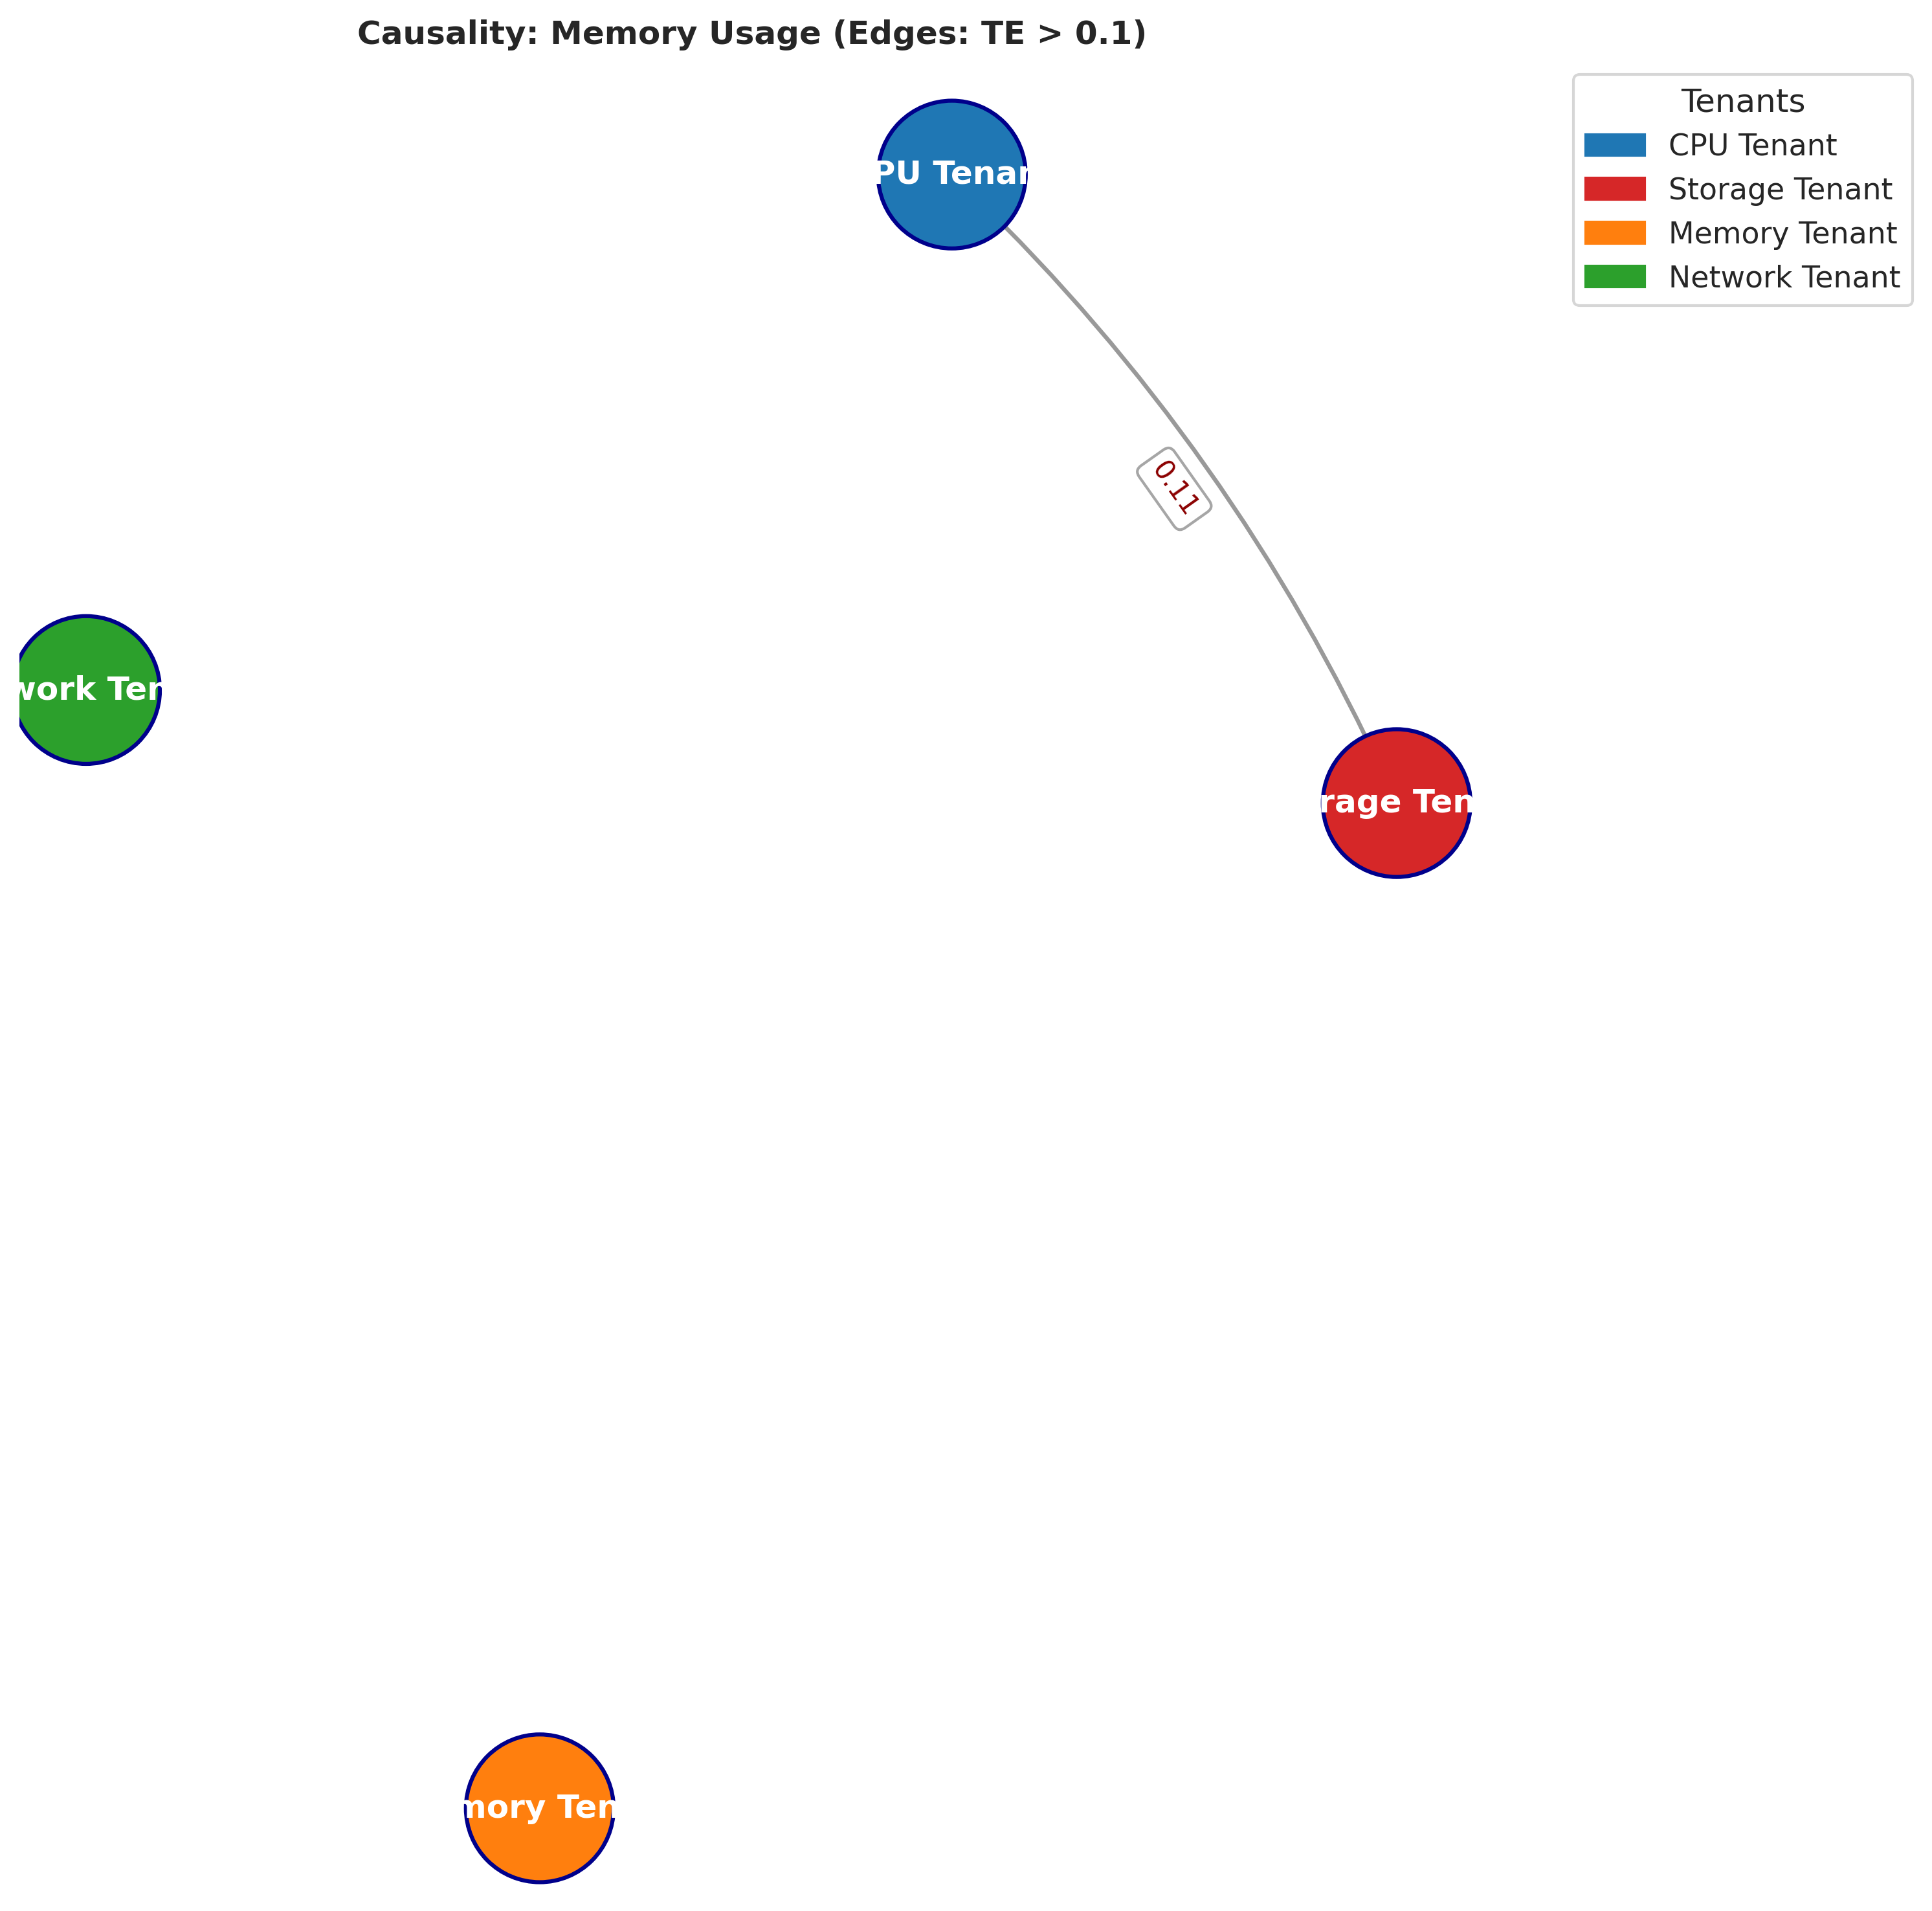 Causality: Memory Usage (Edges: TE > 0.1)
Tenants
CPU Tenant
Storage Tenant
Memory Tenant
Network Tenant
PU Tenan
0.11
work Ten
rage Ten
mory Ten